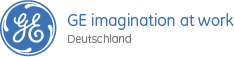 GE
GE imagination at work
Deutschland